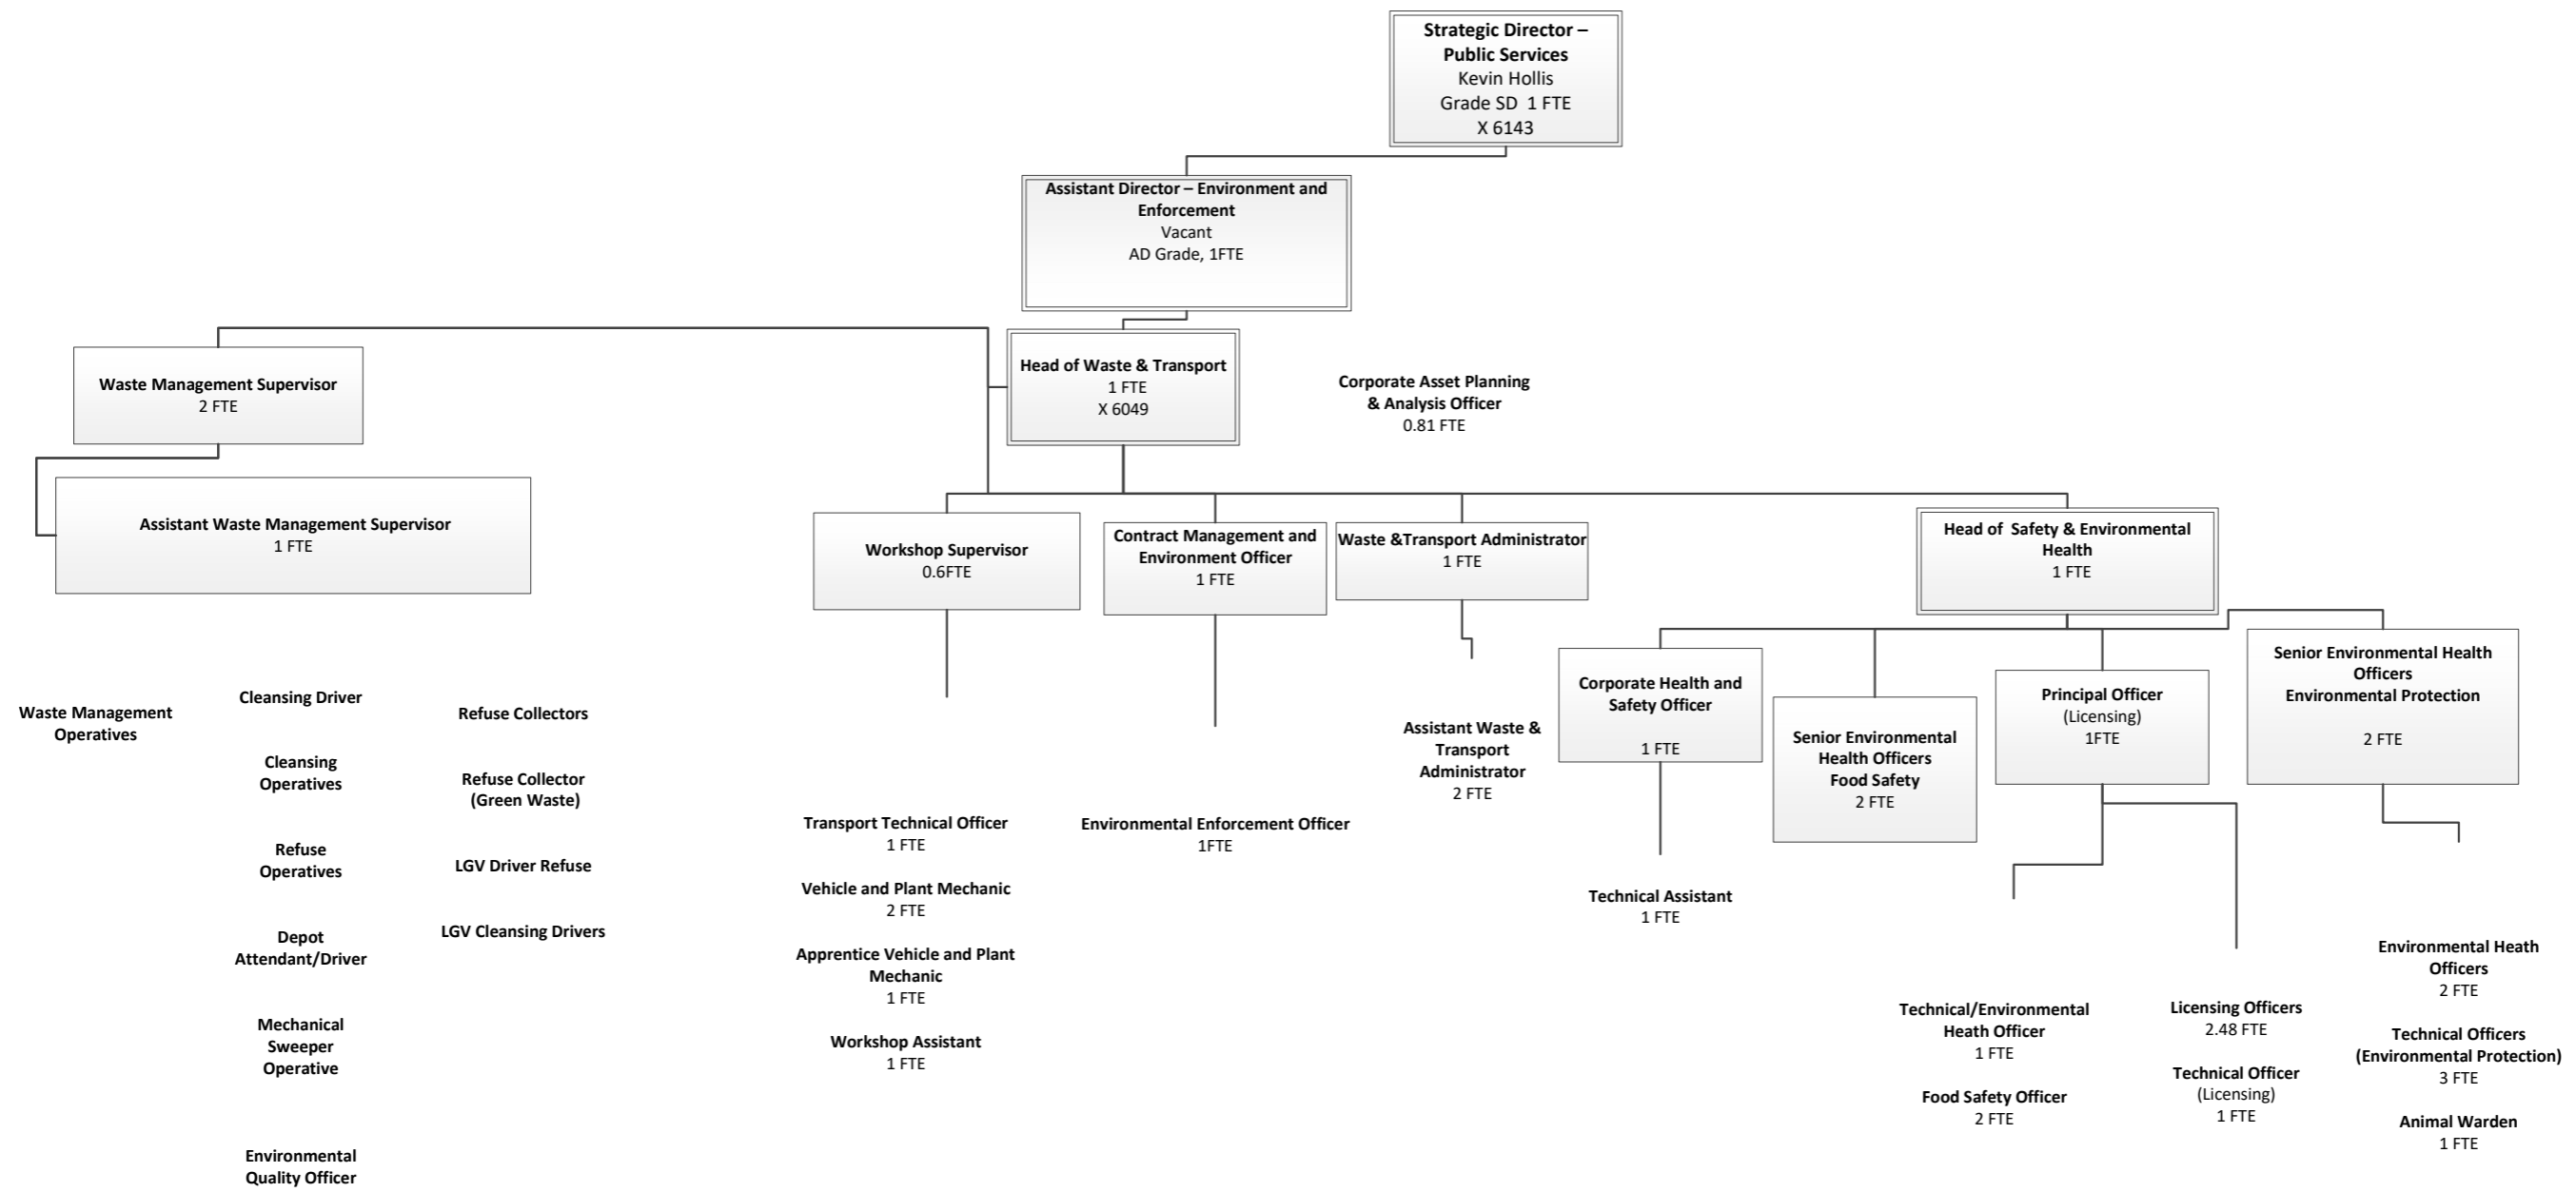 Strategic Director –
Public Services
Kevin Hollis
Grade SD  1 FTE
X 6143
Assistant Director – Environment and
Enforcement
Vacant
AD Grade, 1FTE
Head of Waste & Transport
1 FTE
X 6049
Corporate Asset Planning
& Analysis Officer
0.81 FTE
Waste Management Supervisor
2 FTE
Assistant Waste Management Supervisor
1 FTE
Workshop Supervisor
0.6FTE
Contract Management and
Environment Officer
1 FTE
Waste &Transport Administrator
1 FTE
Head of  Safety & Environmental
Health
1 FTE
Waste Management
Operatives
Cleansing Driver
Cleansing
Operatives
Refuse
Operatives
Depot
Attendant/Driver
Mechanical
Sweeper
Operative
Environmental
Quality Officer
Refuse Collectors
Refuse Collector
(Green Waste)
LGV Driver Refuse
LGV Cleansing Drivers
Transport Technical Officer
1 FTE
Vehicle and Plant Mechanic
2 FTE
Apprentice Vehicle and Plant
Mechanic
1 FTE
Workshop Assistant
1 FTE
Environmental Enforcement Officer
1FTE
Assistant Waste &
Transport
Administrator
2 FTE
Corporate Health and
Safety Officer
1 FTE
Technical Assistant
1 FTE
Senior Environmental
Health Officers
Food Safety
2 FTE
Principal Officer
(Licensing)
1FTE
Senior Environmental Health
Officers
Environmental Protection
2 FTE
Technical/Environmental
Heath Officer
1 FTE
Food Safety Officer
2 FTE
Licensing Officers
2.48 FTE
Technical Officer
(Licensing)
1 FTE
Environmental Heath
Officers
2 FTE
Technical Officers
(Environmental Protection)
3 FTE
Animal Warden
1 FTE